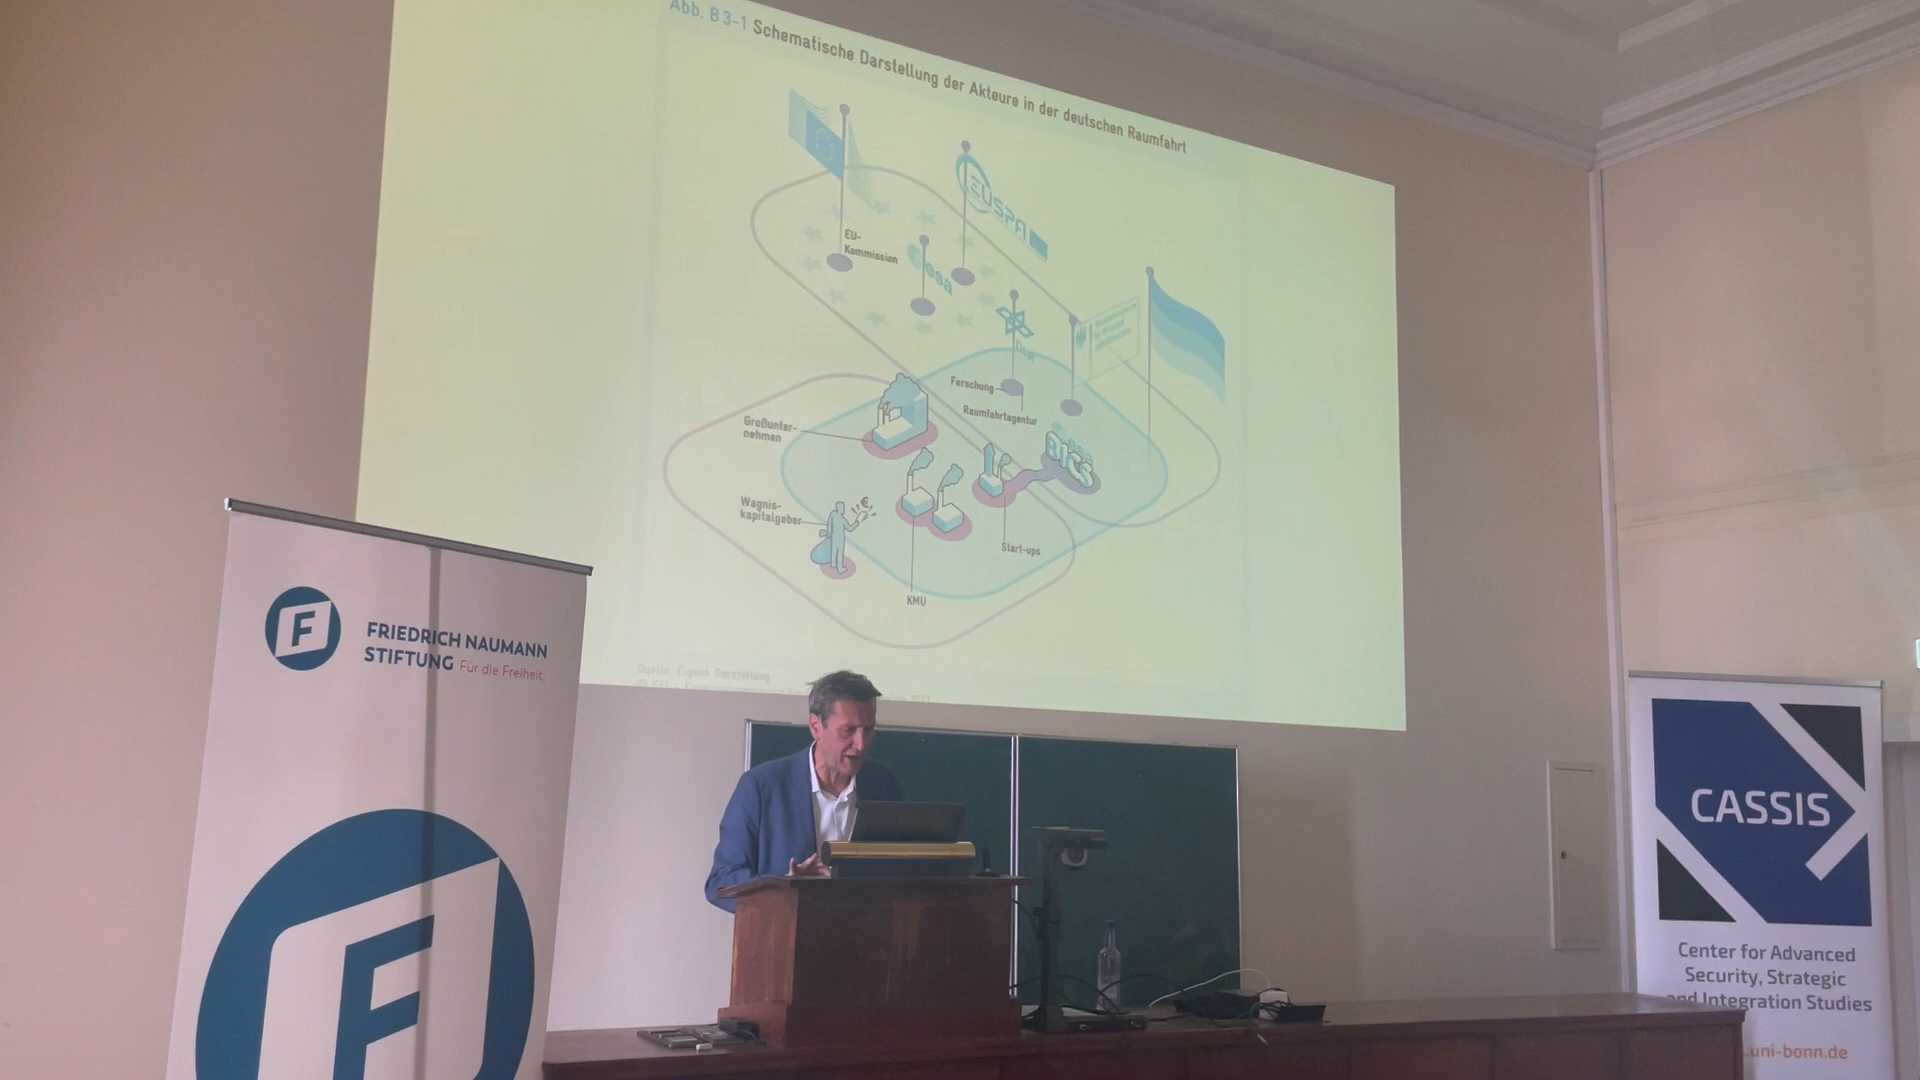 Abb. B 3-1 Schematische Darstellung der Akteure in der deutschen Raumfahrt
EUSPA
EU-
Kommission
esa
DLR
Forschung
Raumfahrtagentur
Großunter-
nehmen
BICS
Wagnis-
kapitalgeber
€
Start-ups
KMU
Quelle: Eigene Darstellung
F
FRIEDRICH NAUMANN
STIFTUNG Für die Freiheit.
F
CASSIS
Center for Advanced
Security, Strategic
and Integration Studies
.uni-bonn.de